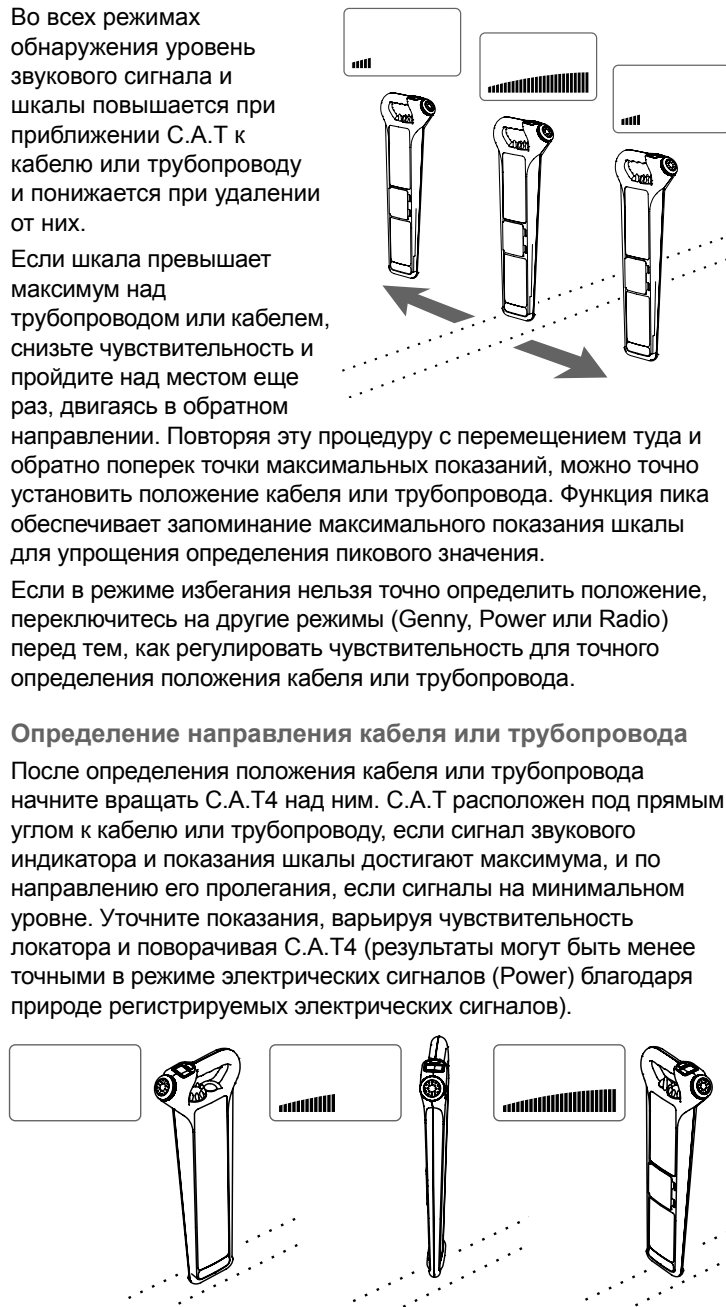 Во всех режимах
обнаружения уровень
звукового сигнала и
шкалы повышается при
приближении C.A.T к
кабелю или трубопроводу
и понижается при удалении
от них.
Если шкала превышает
максимум над
трубопроводом или кабелем,
снизьте чувствительность и
пройдите над местом еще
раз, двигаясь в обратном
направлении. Повторяя эту процедуру с перемещением туда и
обратно поперек точки максимальных показаний, можно точно
установить положение кабеля или трубопровода. Функция пика
обеспечивает запоминание максимального показания шкалы
для упрощения определения пикового значения.
Если в режиме избегания нельзя точно определить положение,
переключитесь на другие режимы (Genny, Power или Radio)
перед тем, как регулировать чувствительность для точного
определения положения кабеля или трубопровода.
Определение направления кабеля или трубопровода
После определения положения кабеля или трубопровода
начните вращать C.A.T4 над ним. C.A.T расположен под прямым
углом к кабелю или трубопроводу, если сигнал звукового
индикатора и показания шкалы достигают максимума, и по
направлению его пролегания, если сигналы на минимальном
уровне. Уточните показания, варьируя чувствительность
локатора и поворачивая C.A.T4 (результаты могут быть менее
точными в режиме электрических сигналов (Power) благодаря
природе регистрируемых электрических сигналов).